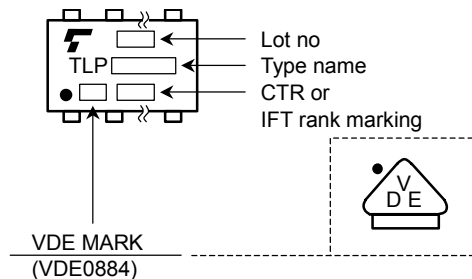 Lot no
TLP
Type name
CTR or
IFT rank marking
V
D E
VDE MARK
(VDE0884)